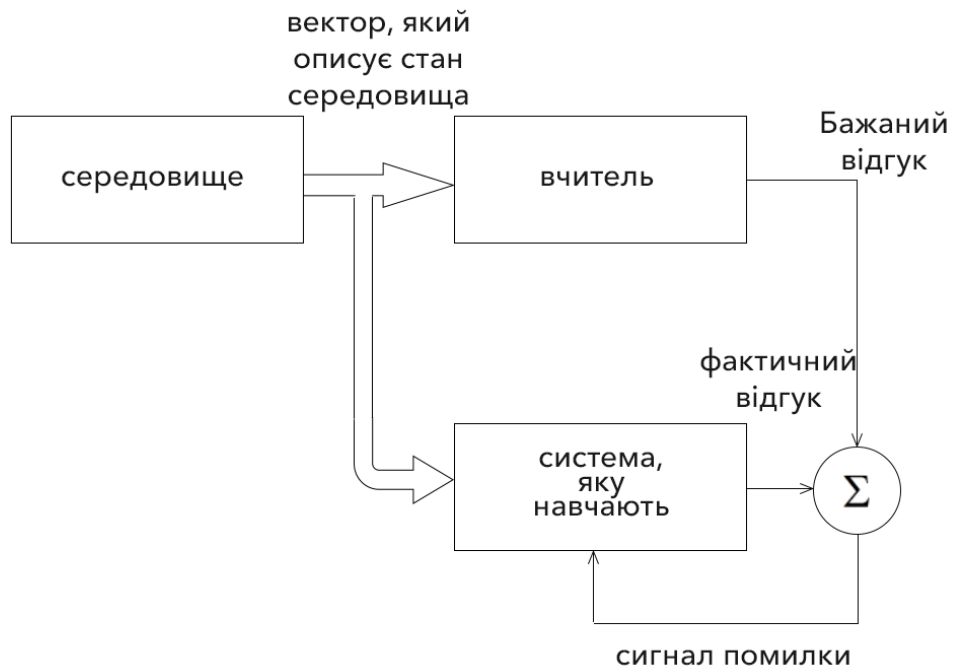 вектор, який
описує стан
середовища
середовище
вчитель
Бажаний
відгук
фактичний
відгук
система,
яку
навчають
Σ
сигнал помилки